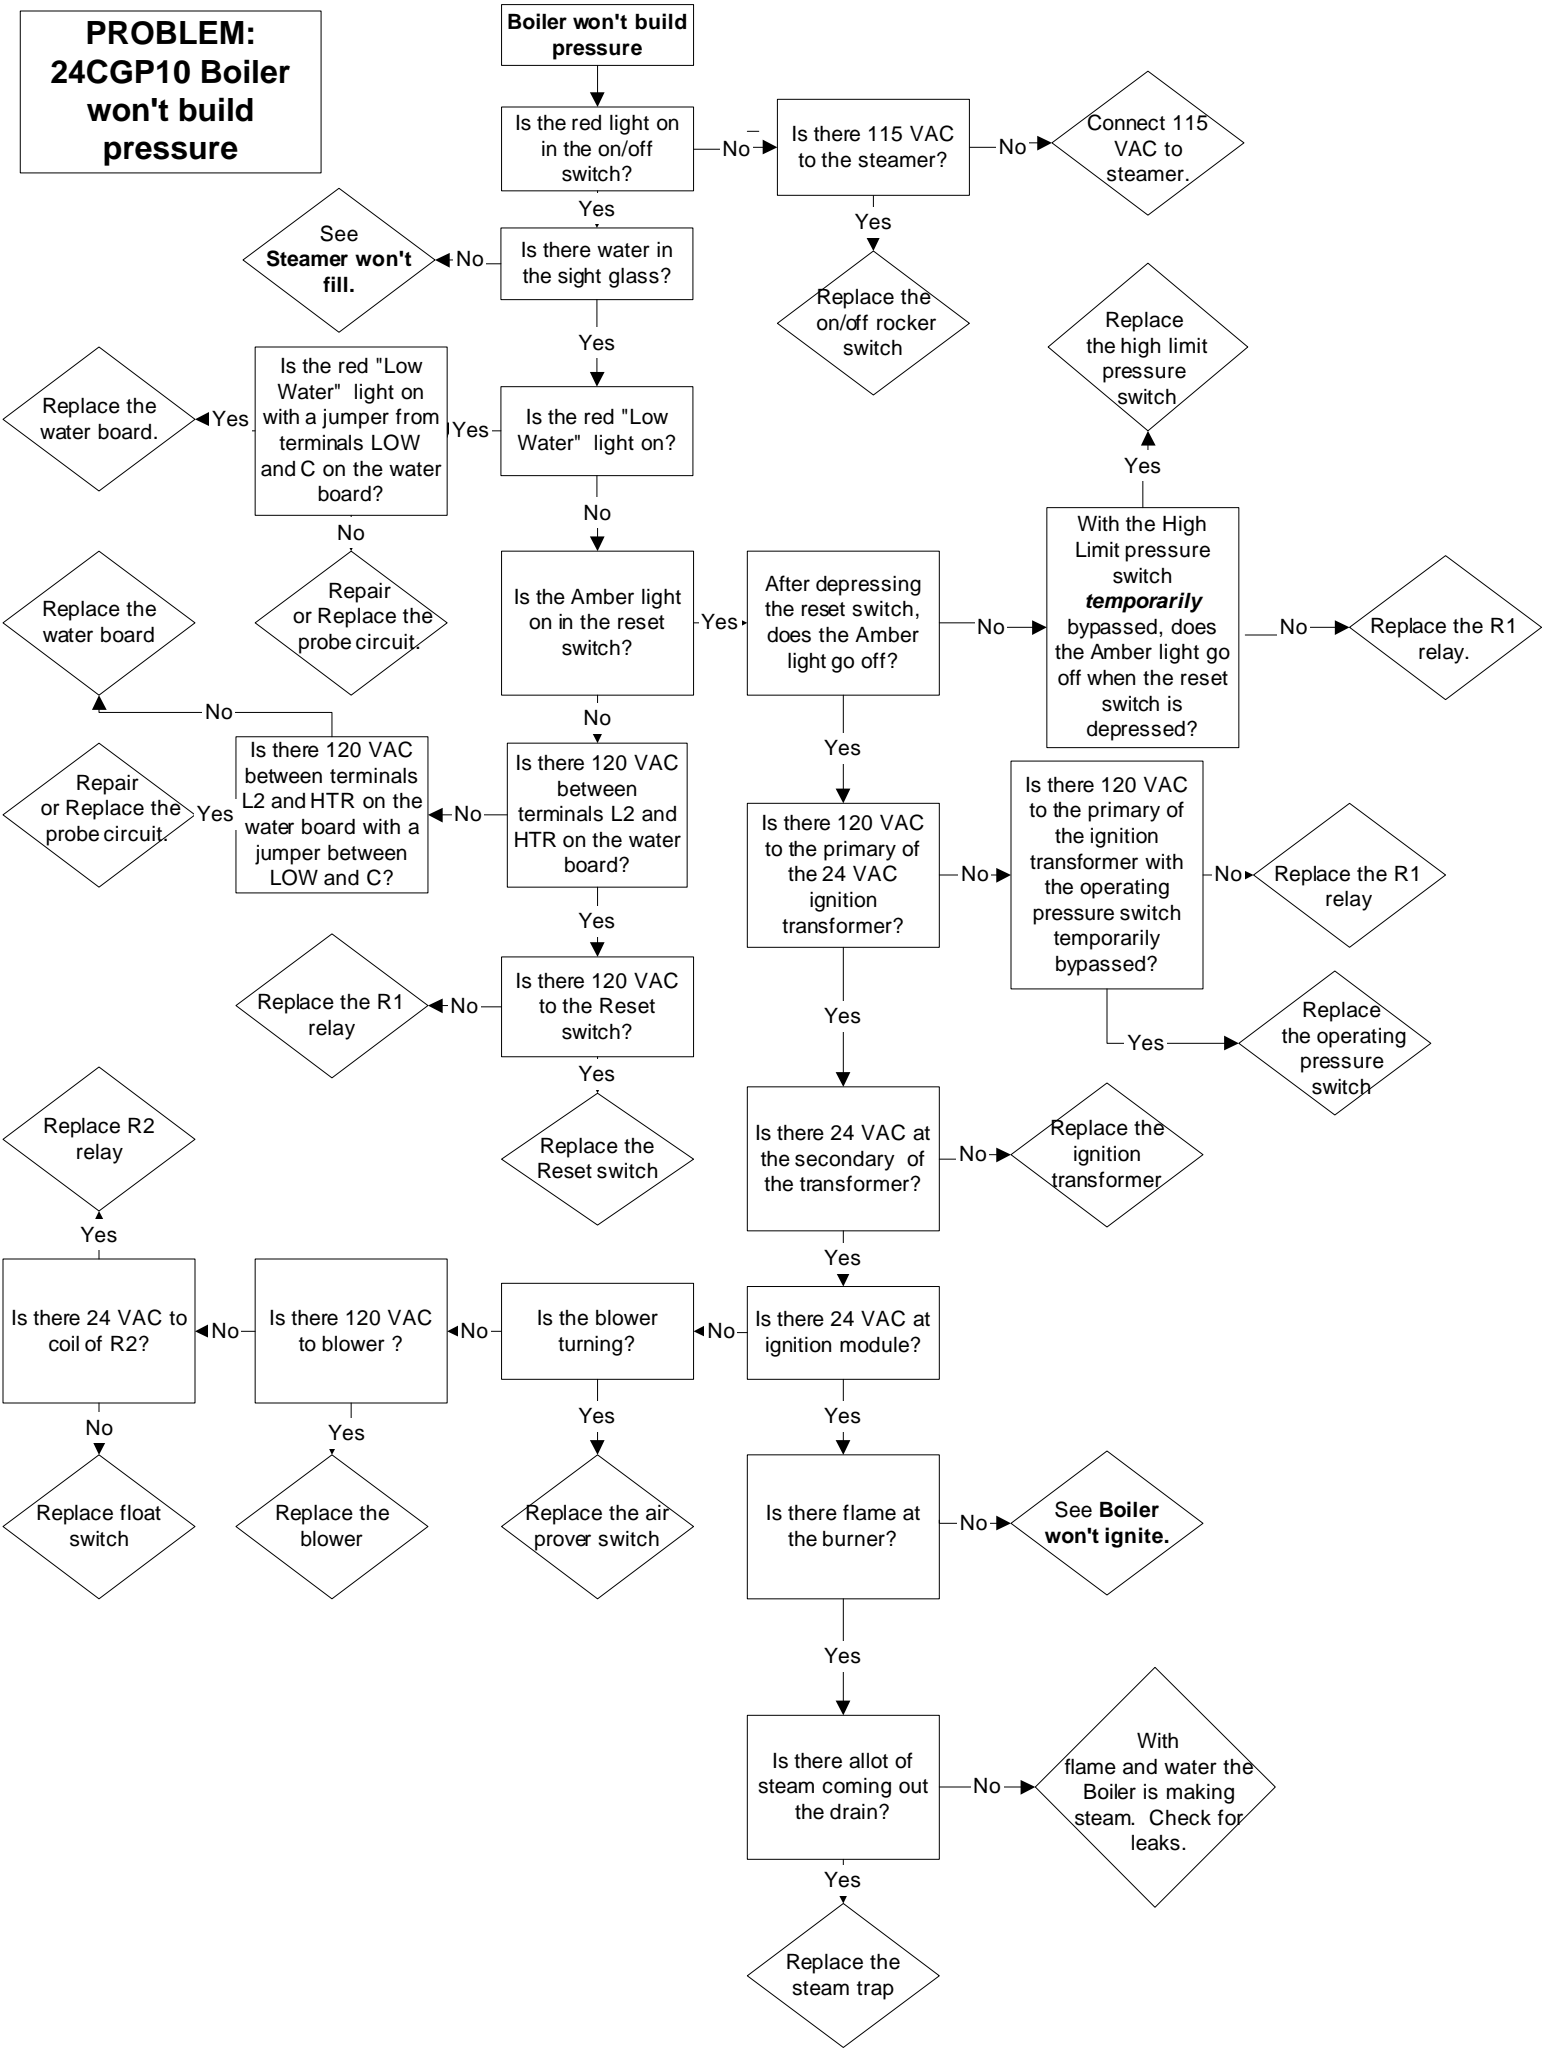 PROBLEM:
24CGP10 Boiler
won't build
pressure
Boiler won't build
pressure
Is the red light on
in the on/off
switch?
No
Is there 115 VAC
to the steamer?
No
Connect 115
VAC to
steamer.
Yes
Yes
Replace the
on/off rocker
switch
Is there water in
the sight glass?
No
See
Steamer won't
fill.
Yes
Is the red "Low
Water" light on?
Yes
Is the red "Low
Water" light on
with a jumper from
terminals LOW
and C on the water
board?
Yes
Replace the
water board.
No
Repair
or Replace the
probe circuit.
No
Is the Amber light
on in the reset
switch?
Yes
After depressing
the reset switch,
does the Amber
light go off?
No
With the High
Limit pressure
switch
temporarily
bypassed, does
the Amber light go
off when the reset
switch is
depressed?
Yes
Replace
the high limit
pressure
switch
No
Replace the R1
relay.
No
Is there 120 VAC
between
terminals L2 and
HTR on the water
board?
No
Is there 120 VAC
between terminals
L2 and HTR on the
water board with a
jumper between
LOW and C?
No
Replace the
water board
Yes
Repair
or Replace the
probe circuit.
Yes
Is there 120 VAC
to the Reset
switch?
No
Replace the R1
relay
Yes
Replace the
Reset switch
Yes
Is there 120 VAC
to the primary of
the 24 VAC
ignition
transformer?
No
Is there 120 VAC
to the primary of
the ignition
transformer with
the operating
pressure switch
temporarily
bypassed?
No
Replace the R1
relay
Yes
Replace
the operating
pressure
switch
Yes
Is there 24 VAC at
the secondary of
the transformer?
No
Replace the
ignition
transformer
Yes
Is there 24 VAC at
ignition module?
No
Is the blower
turning?
No
Is there 120 VAC
to blower ?
No
Is there 24 VAC to
coil of R2?
Yes
Replace R2
relay
No
Replace float
switch
Yes
Replace the
blower
Yes
Replace the air
prover switch
Yes
Is there flame at
the burner?
No
See Boiler
won't ignite.
Yes
Is there allot of
steam coming out
the drain?
No
With
flame and water the
Boiler is making
steam. Check for
leaks.
Yes
Replace the
steam trap